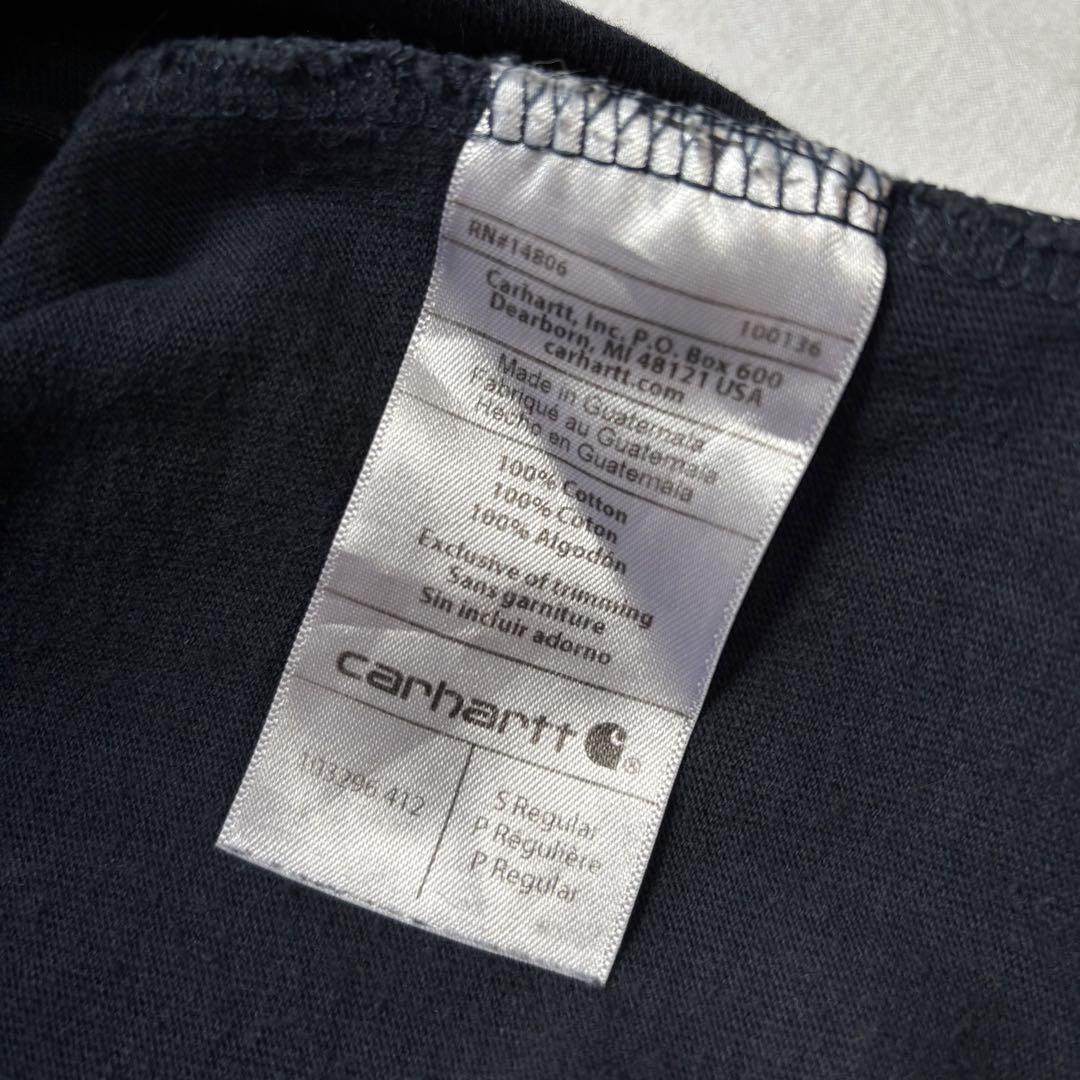 RN#14806
100136
Carhartt, Inc. P.O. Box 600
Dearborn, MI 48121 USA
carhartt.com
Made in Guatemala
Fabriqué au Guatemala
Hecho en Guatemala
100% Cotton
100% Coton
100% Algodón
Exclusive of trimming
Sans garniture
Sin incluir adorno
carhartt ®
103296 412
S Regular
P Régulière
P Regular